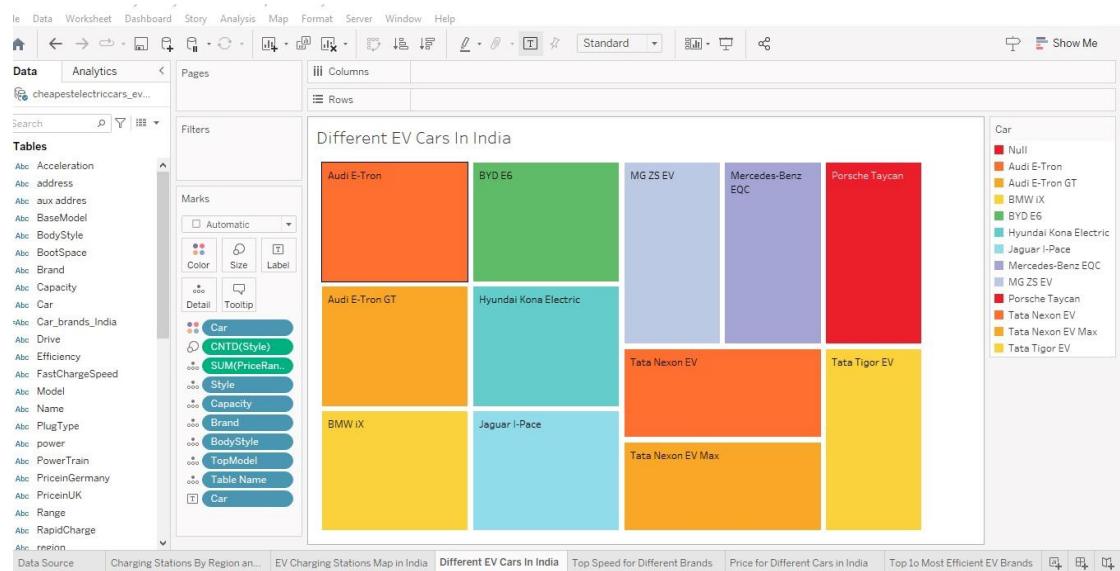 le Data Worksheet Dashboard Story Analysis Map Format Server Window Help
Standard
Show Me
Data Analytics
cheapestelectriccars_ev...
Search
Tables
Abc Acceleration
Abc address
Abc aux addres
Abc BaseModel
Abc BodyStyle
Abc BootSpace
Abc Brand
Abc Capacity
Abc Car
=Abc Car_brands_India
Abc Drive
Abc Efficiency
Abc FastChargeSpeed
Abc Model
Abc Name
Abc PlugType
Abc power
Abc PowerTrain
Abc PriceinGermany
Abc PriceinUK
Abc Range
Abc RapidCharge
Abc region
Pages
Filters
Marks
Automatic
Color Size Label
Detail Tooltip
Car
CNTD(Style)
SUM(PriceRan..
Style
Capacity
Brand
BodyStyle
TopModel
Table Name
Car
Columns
Rows
Different EV Cars In India
Audi E-Tron
BYD E6
MG ZS EV
Mercedes-Benz
EQC
Porsche Taycan
Audi E-Tron GT
Hyundai Kona Electric
Tata Nexon EV
Tata Tigor EV
BMW iX
Jaguar I-Pace
Tata Nexon EV Max
Car
Null
Audi E-Tron
Audi E-Tron GT
BMW iX
BYD E6
Hyundai Kona Electric
Jaguar I-Pace
Mercedes-Benz EQC
MG ZS EV
Porsche Taycan
Tata Nexon EV
Tata Nexon EV Max
Tata Tigor EV
Data Source Charging Stations By Region an... EV Charging Stations Map in India Different EV Cars In India Top Speed for Different Brands Price for Different Cars in India Top 1o Most Efficient EV Brands